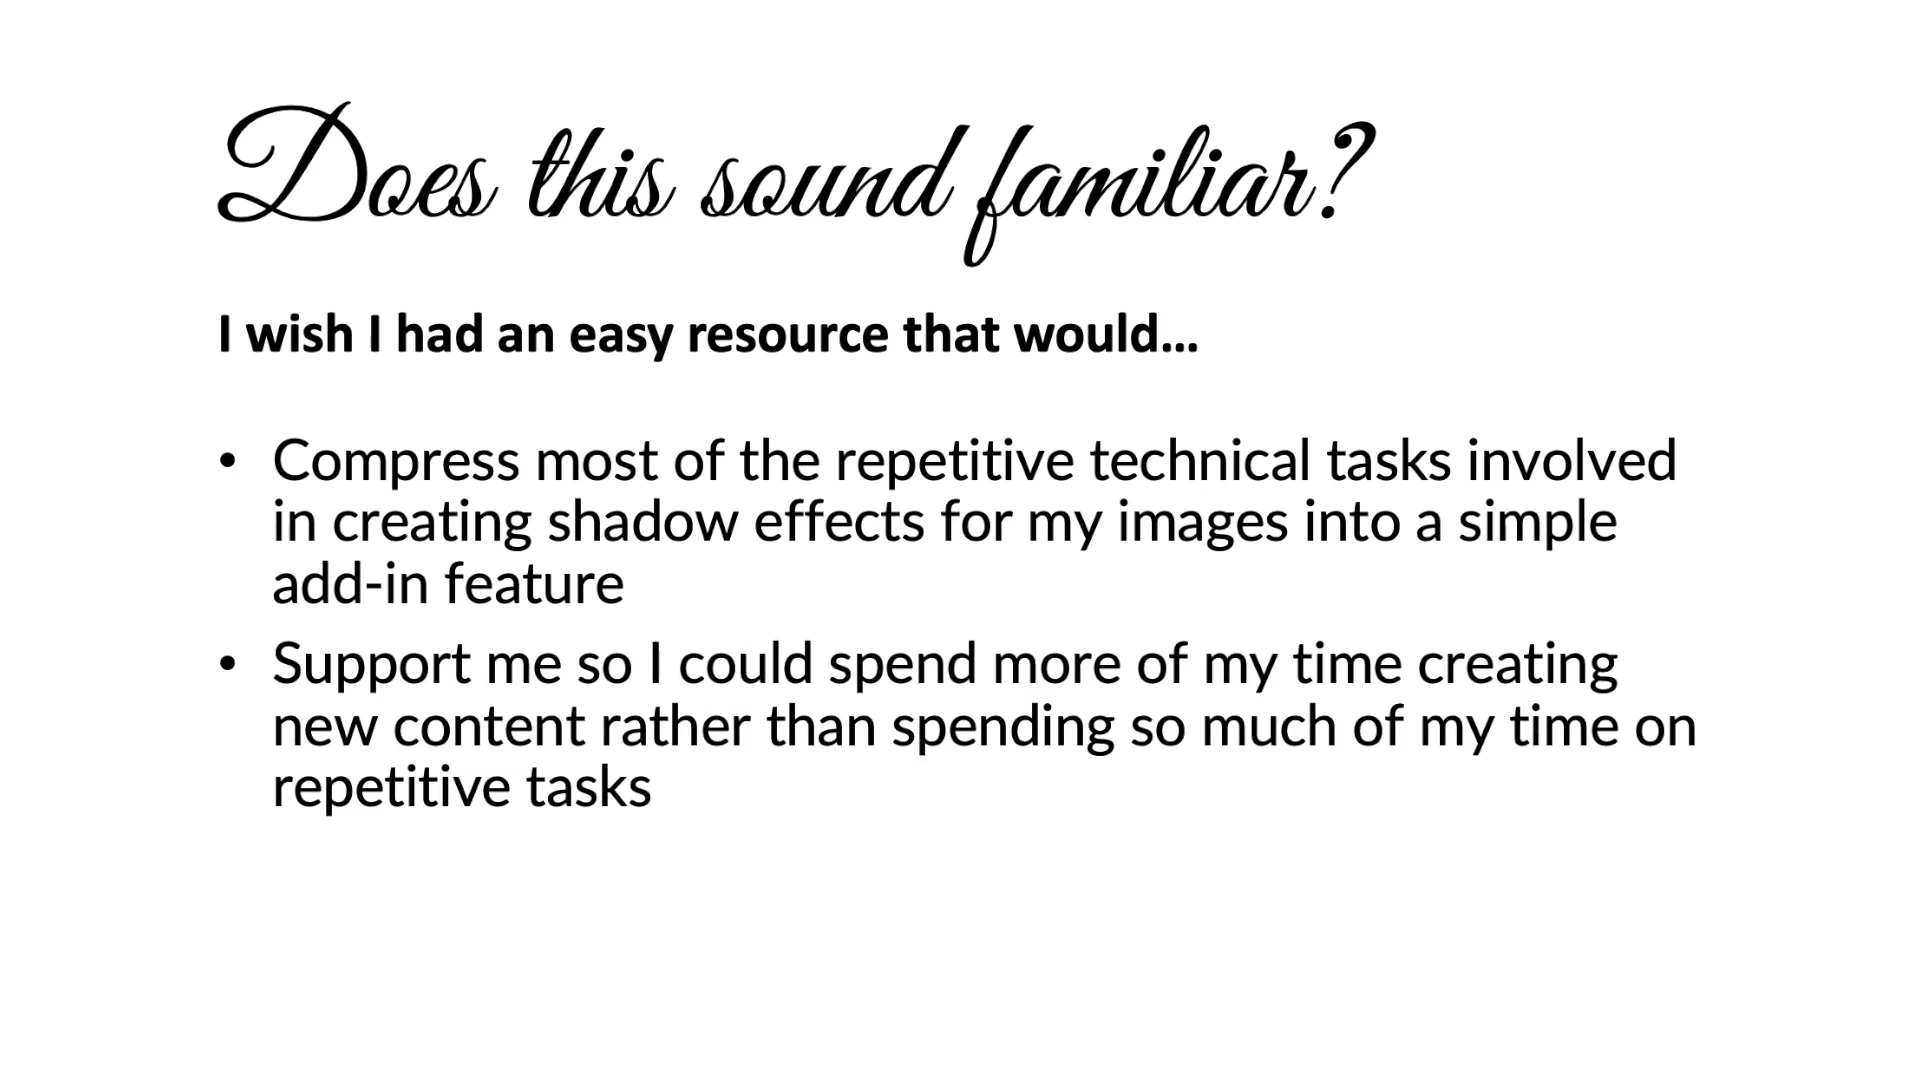 Does this sound familiar?
I wish I had an easy resource that would...
• Compress most of the repetitive technical tasks involved
in creating shadow effects for my images into a simple
add-in feature
• Support me so I could spend more of my time creating
new content rather than spending so much of my time on
repetitive tasks